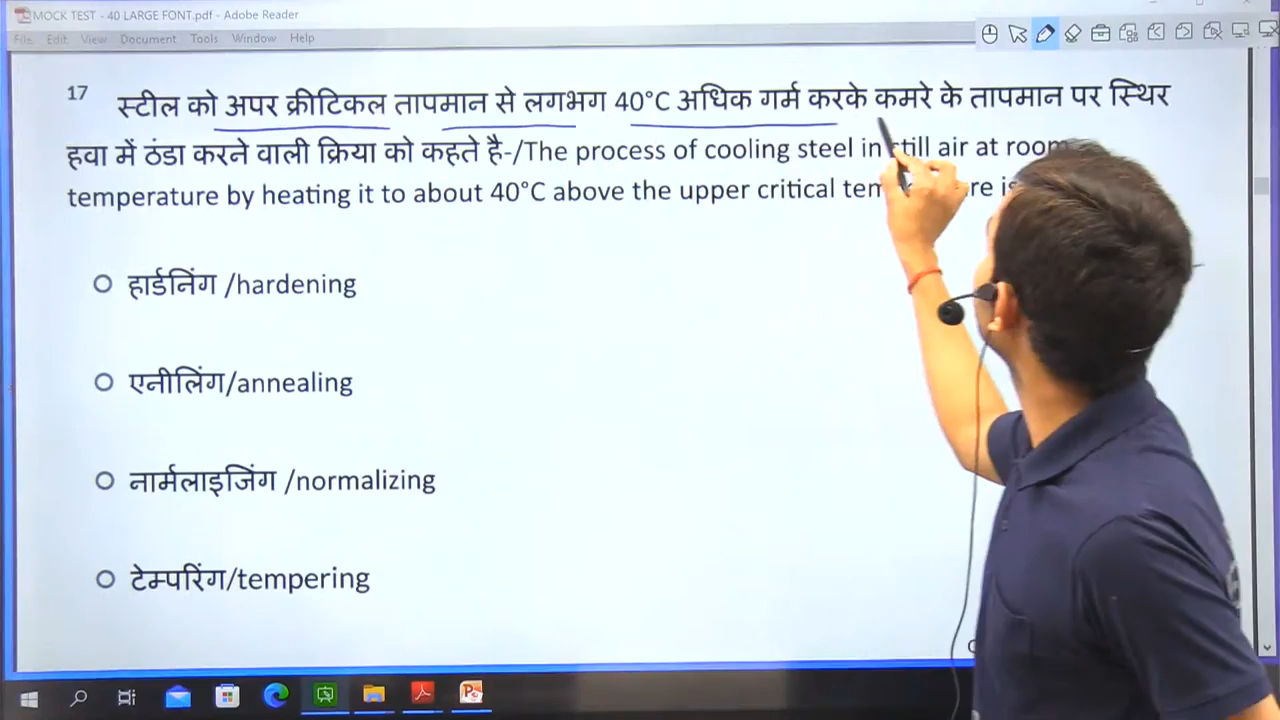 MOCK TEST - 40 LARGE FONT.pdf - Adobe Reader
File Edit View Document Tools Window Help
17 स्टील को अपर क्रीटिकल तापमान से लगभग 40°C अधिक गर्म करके कमरे के तापमान पर स्थिर
हवा में ठंडा करने वाली क्रिया को कहते है-/The process of cooling steel in still air at room
temperature by heating it to about 40°C above the upper critical
हार्डनिंग /hardening
एनीलिंग/annealing
नार्मलाइजिंग /normalizing
टेम्परिंग/tempering